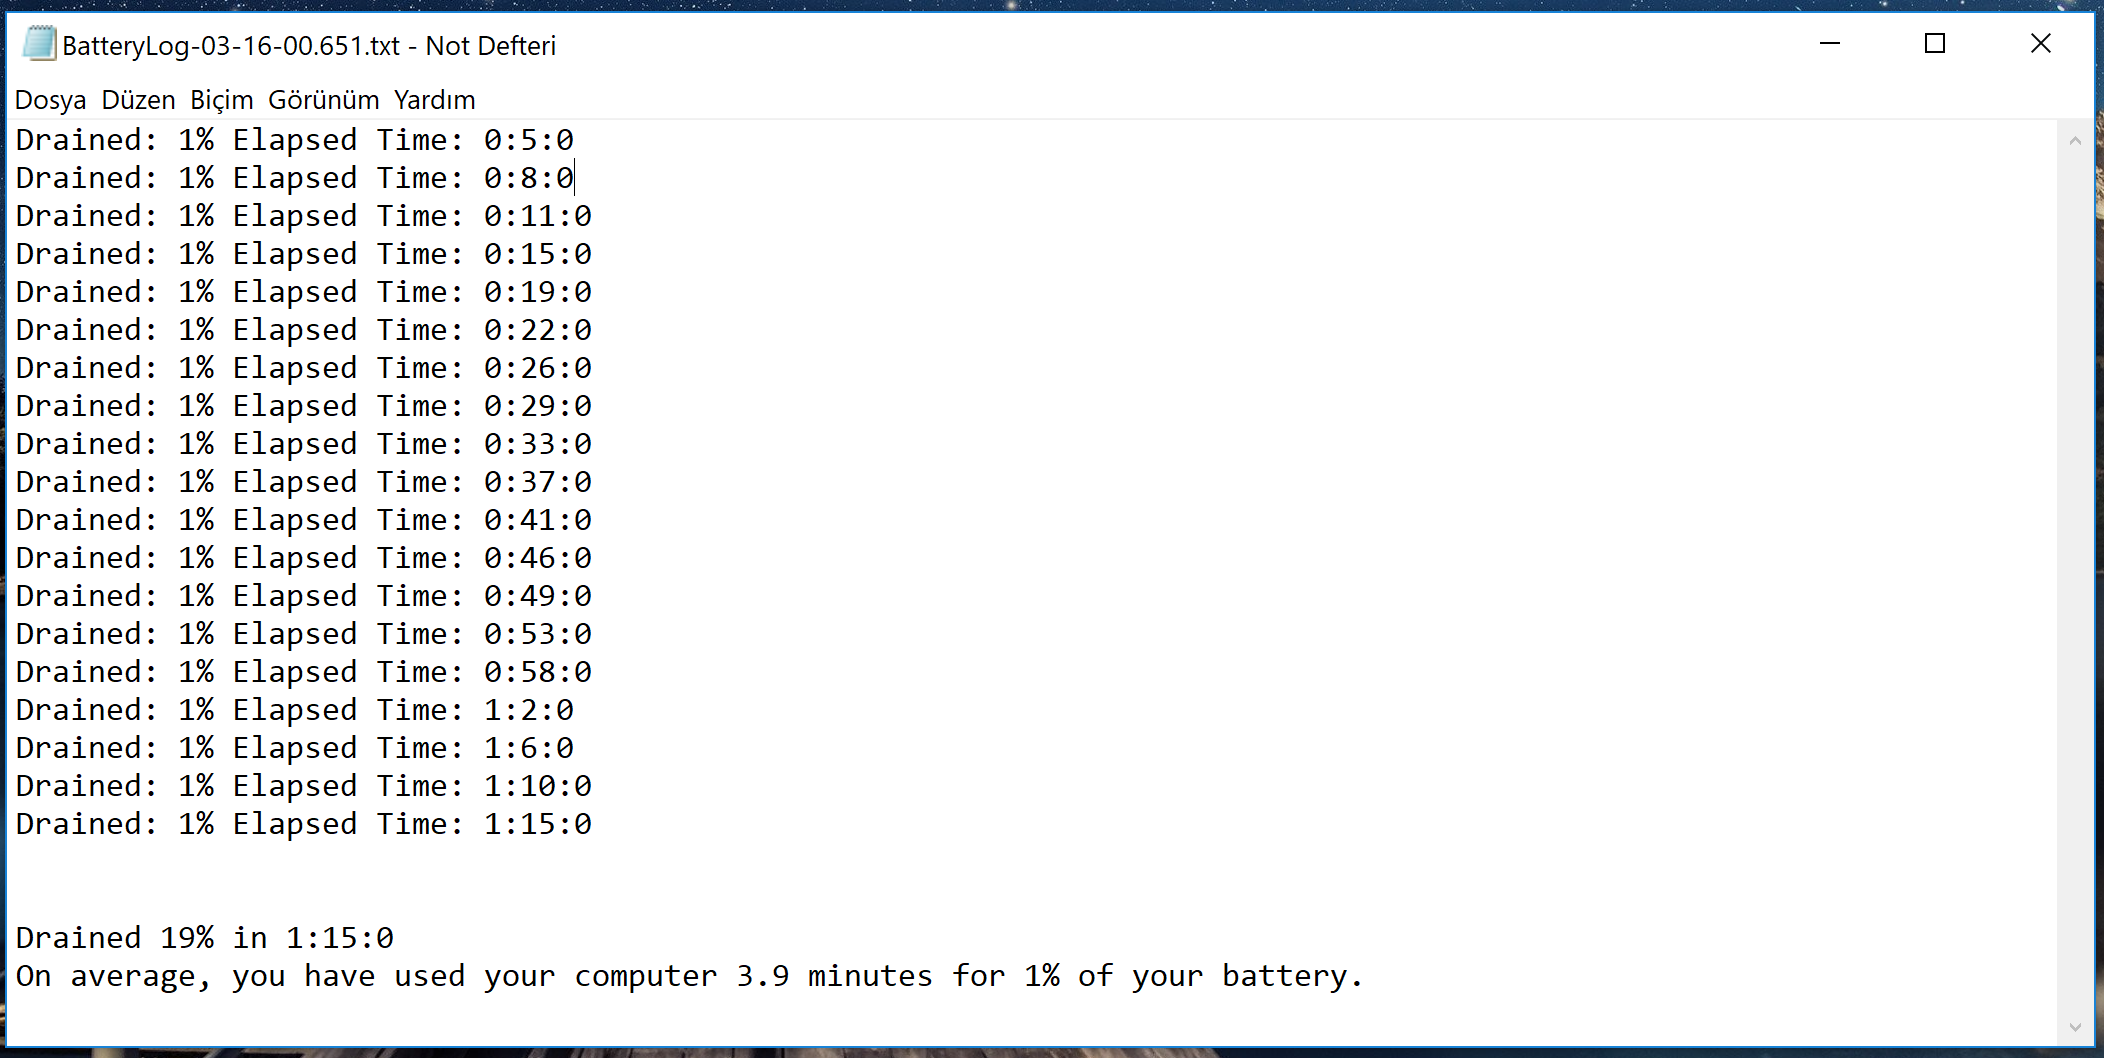 BatteryLog-03-16-00.651.txt - Not Defteri
Dosya Düzen Biçim Görünüm Yardım
Drained: 1% Elapsed Time: 0:5:0
Drained: 1% Elapsed Time: 0:8:0
Drained: 1% Elapsed Time: 0:11:0
Drained: 1% Elapsed Time: 0:15:0
Drained: 1% Elapsed Time: 0:19:0
Drained: 1% Elapsed Time: 0:22:0
Drained: 1% Elapsed Time: 0:26:0
Drained: 1% Elapsed Time: 0:29:0
Drained: 1% Elapsed Time: 0:33:0
Drained: 1% Elapsed Time: 0:37:0
Drained: 1% Elapsed Time: 0:41:0
Drained: 1% Elapsed Time: 0:46:0
Drained: 1% Elapsed Time: 0:49:0
Drained: 1% Elapsed Time: 0:53:0
Drained: 1% Elapsed Time: 0:58:0
Drained: 1% Elapsed Time: 1:2:0
Drained: 1% Elapsed Time: 1:6:0
Drained: 1% Elapsed Time: 1:10:0
Drained: 1% Elapsed Time: 1:15:0
Drained 19% in 1:15:0
On average, you have used your computer 3.9 minutes for 1% of your battery.